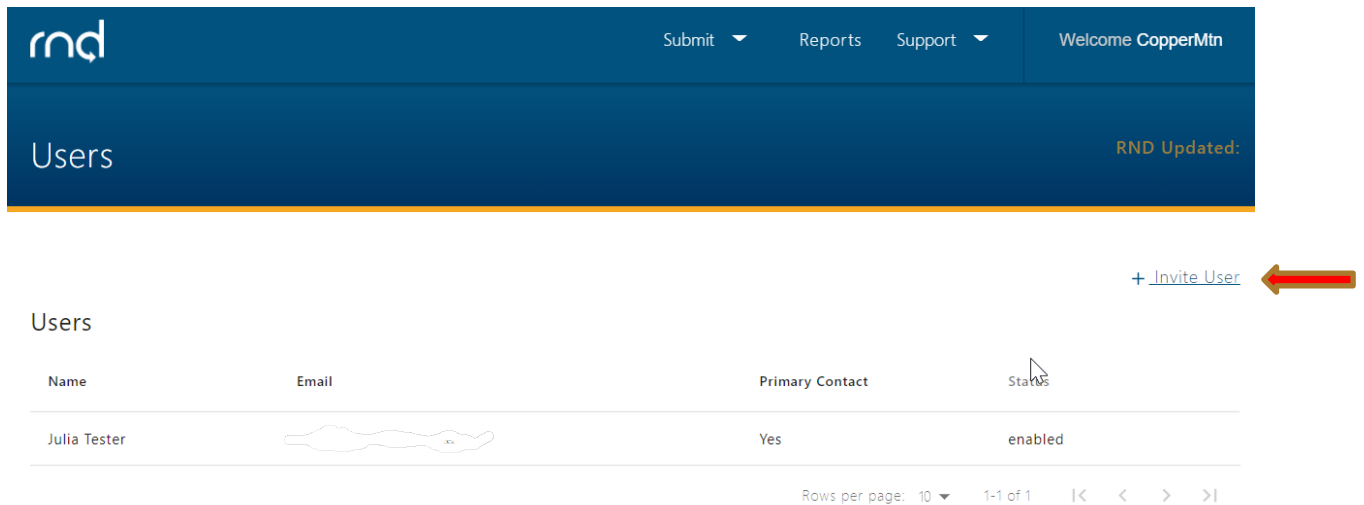 rnd
Submit Reports Support Welcome CopperMtn
Users RND Updated:
+ Invite User
Users
Name Email Primary Contact Status
Julia Tester Yes enabled
Rows per page: 10 1-1 of 1